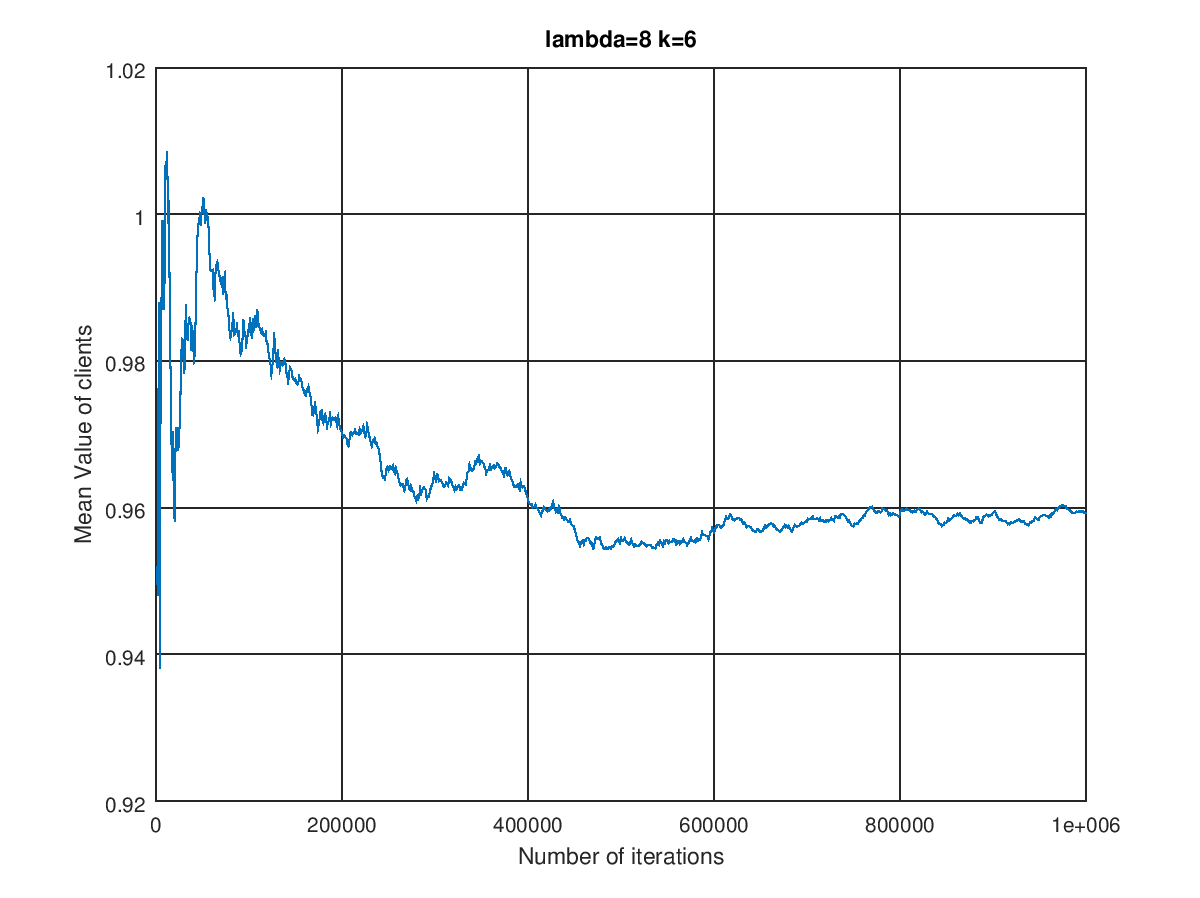 lambda=8 k=6
1.02
1
0.98
0.96
0.94
0.92
Mean Value of clients
0
200000
400000
600000
800000
1e+006
Number of iterations